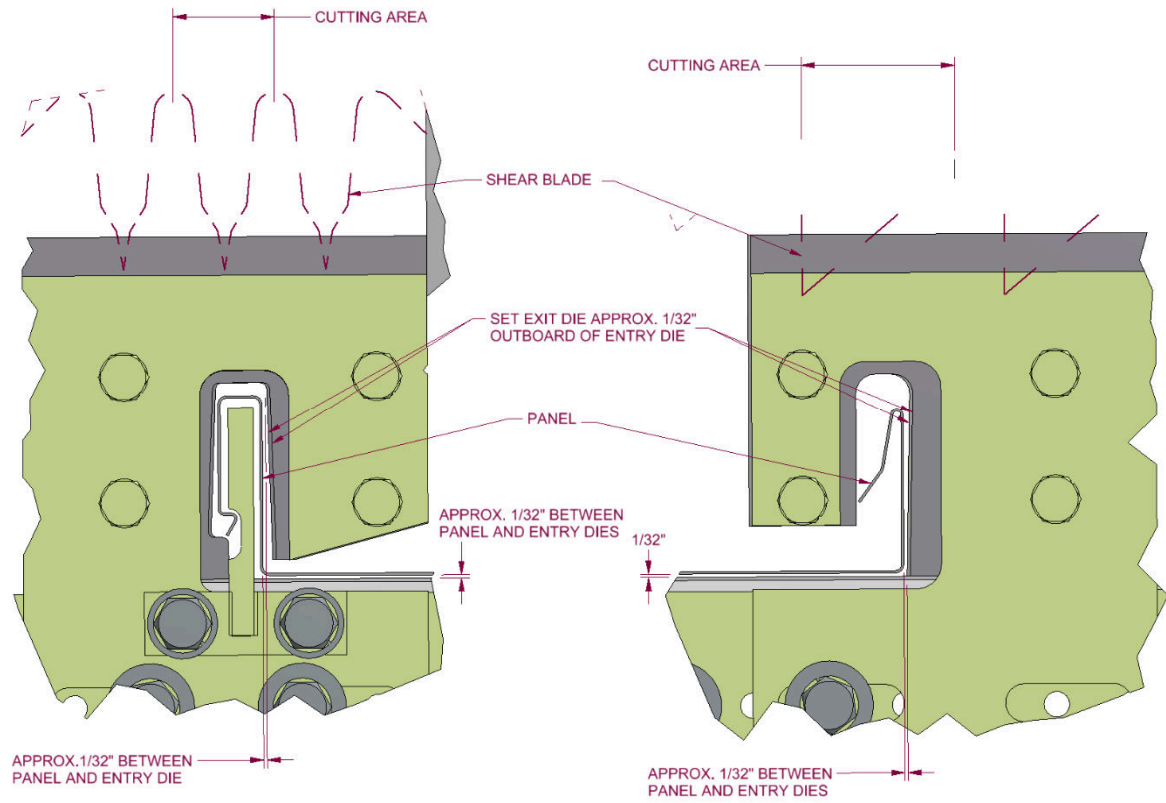 CUTTING AREA
CUTTING AREA
SHEAR BLADE
SET EXIT DIE APPROX. 1/32"
OUTBOARD OF ENTRY DIE
PANEL
APPROX. 1/32" BETWEEN
PANEL AND ENTRY DIES
1/32"
APPROX.1/32" BETWEEN
PANEL AND ENTRY DIE
APPROX. 1/32" BETWEEN
PANEL AND ENTRY DIES